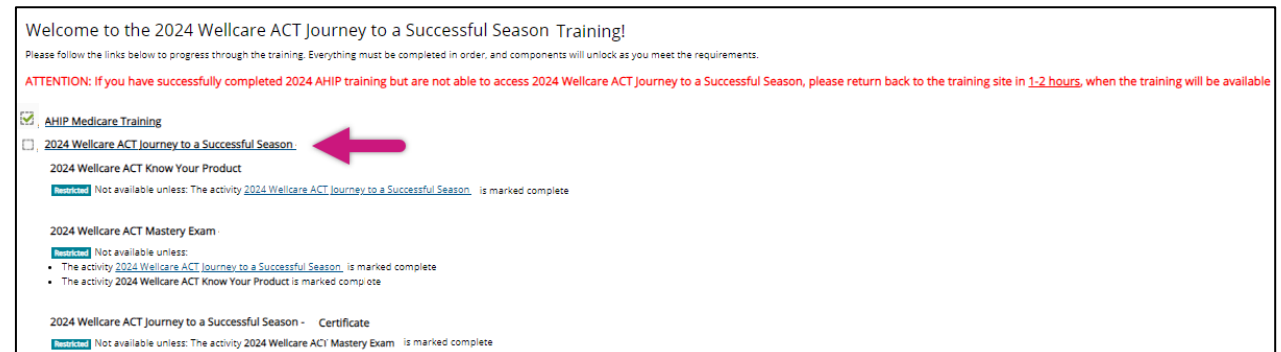 Welcome to the 2024 Wellcare ACT Journey to a Successful Season Training!
Please follow the links below to progress through the training. Everything must be completed in order, and components will unlock as you meet the requirements.
ATTENTION: If you have successfully completed 2024 AHIP training but are not able to access 2024 Wellcare ACT Journey to a Successful Season, please return back to the training site in 1-2 hours, when the training will be available
AHIP Medicare Training
2024 Wellcare ACT Journey to a Successful Season
2024 Wellcare ACT Know Your Product
Restricted Not available unless: The activity 2024 Wellcare ACT Journey to a Successful Season is marked complete
2024 Wellcare ACT Mastery Exam
Restricted Not available unless:
• The activity 2024 Wellcare ACT Journey to a Successful Season is marked complete
• The activity 2024 Wellcare ACT Know Your Product is marked complete
2024 Wellcare ACT Journey to a Successful Season - Certificate
Restricted Not available unless: The activity 2024 Wellcare ACT Mastery Exam is marked complete